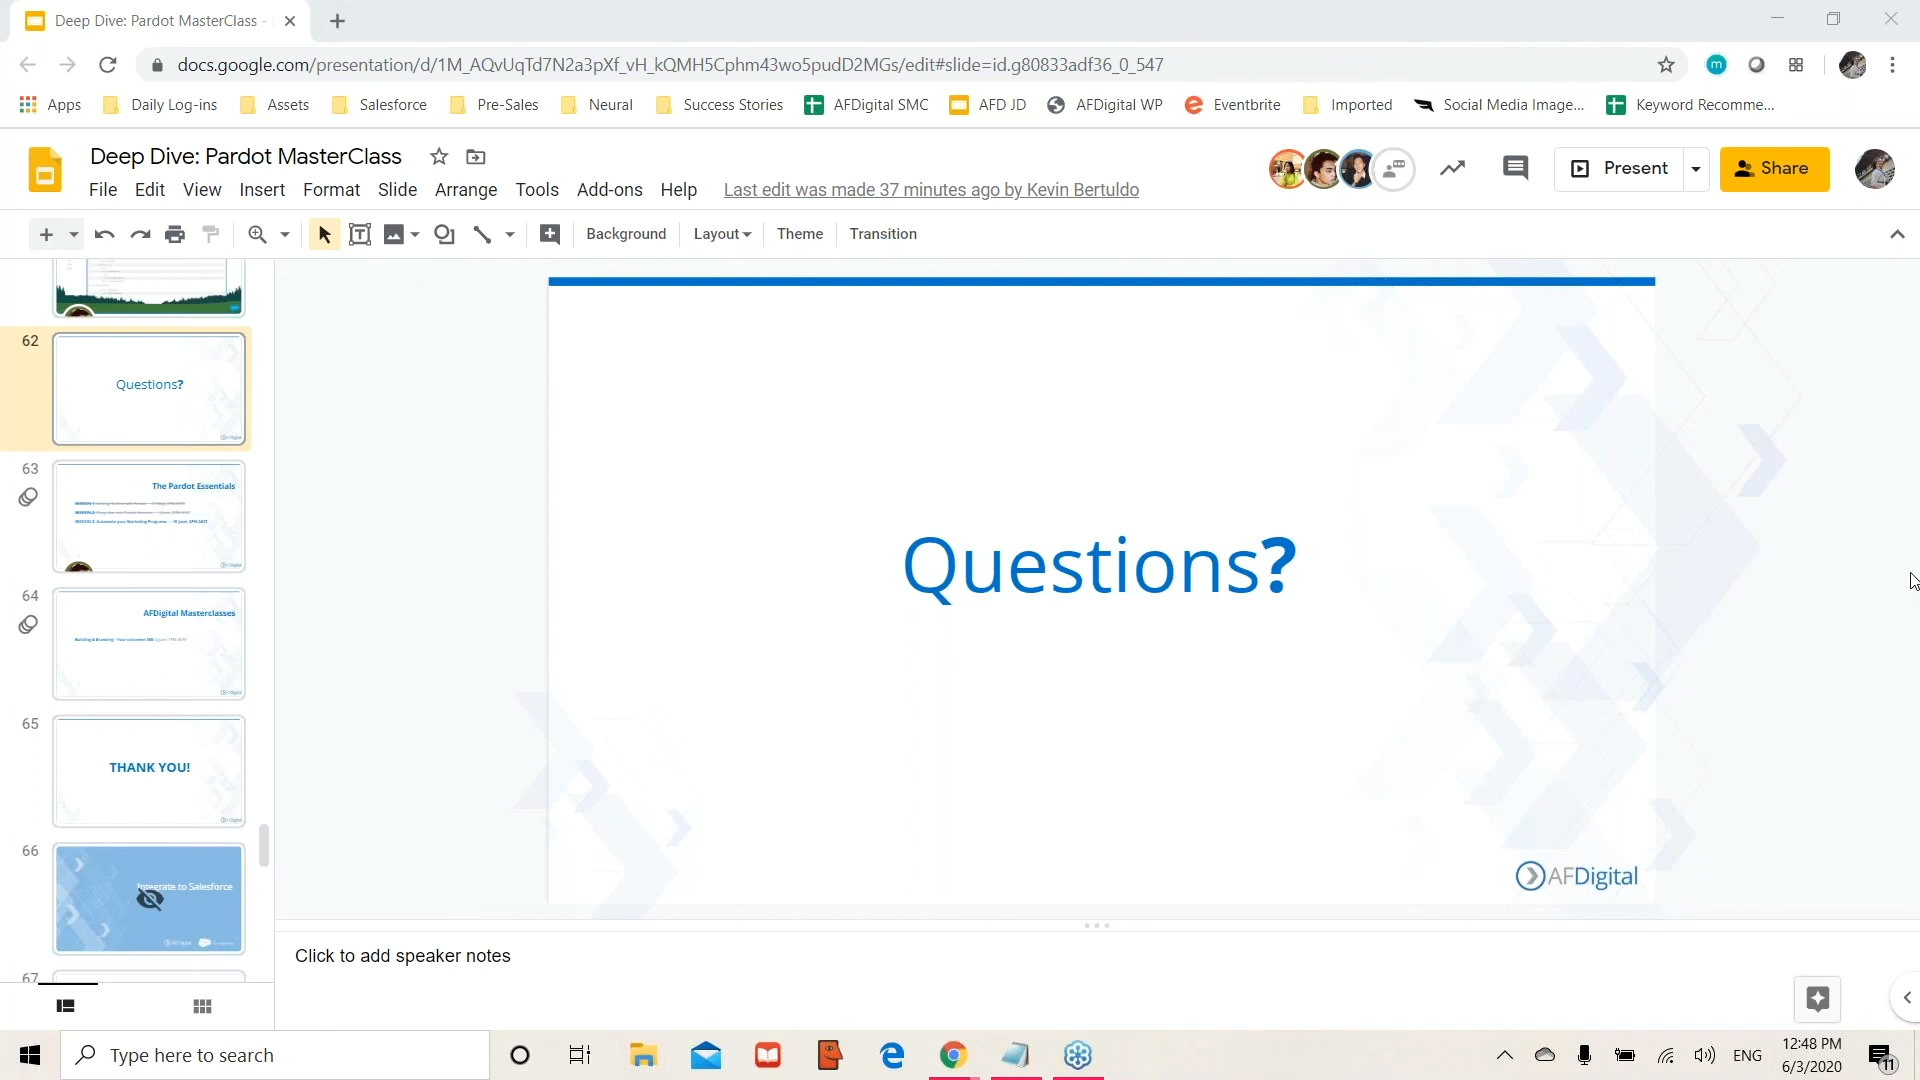 Deep Dive: Pardot MasterClass -
docs.google.com/presentation/d/1M_AQvUqTd7N2a3pXf_vH_kQMH5Cphm43wo5pudD2MGs/edit#slide=id.g80833adf36_0_547
Apps Daily Log-ins Assets Salesforce Pre-Sales Neural Success Stories AFDigital SMC AFD JD AFDigital WP Eventbrite Imported Social Media Image... Keyword Recomme...
Deep Dive: Pardot MasterClass
Present Share
File Edit View Insert Format Slide Arrange Tools Add-ons Help Last edit was made 37 minutes ago by Kevin Bertuldo
Background Layout Theme Transition
62
Questions?
63
The Pardot Essentials
64
AFDigital Masterclasses
65
THANK YOU!
66
Integrate to Salesforce
67
Questions?
AFDigital
Click to add speaker notes
Type here to search
ENG
12:48 PM
6/3/2020
11